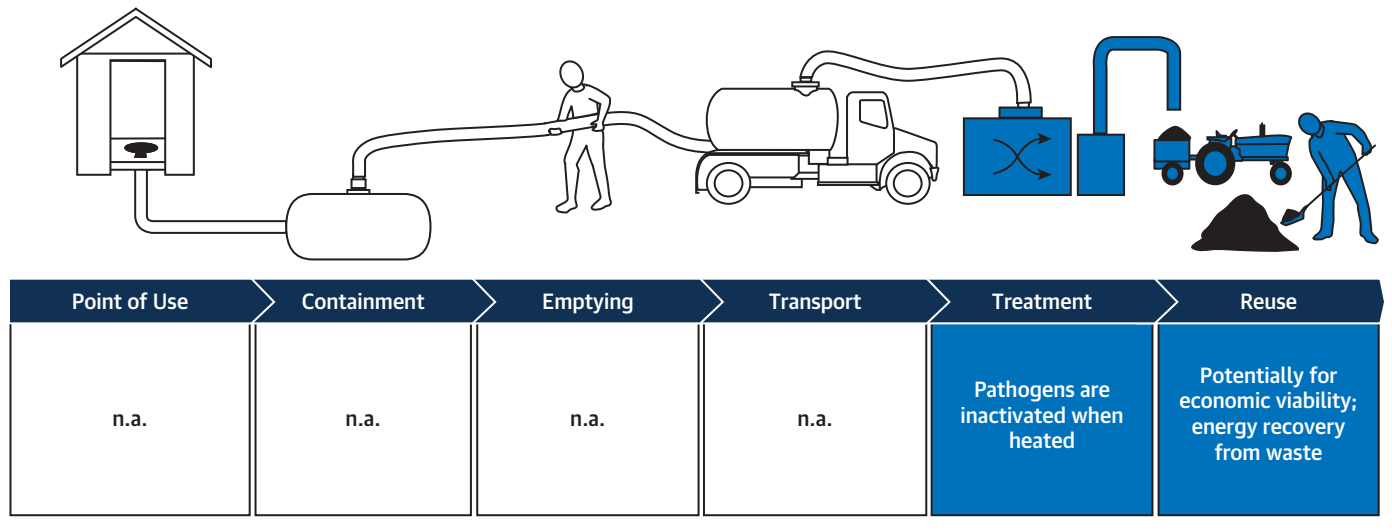 Point of Use
Containment
Emptying
Transport
Treatment
Reuse
n.a.
n.a.
n.a.
n.a.
Pathogens are
inactivated when
heated
Potentially for
economic viability;
energy recovery
from waste